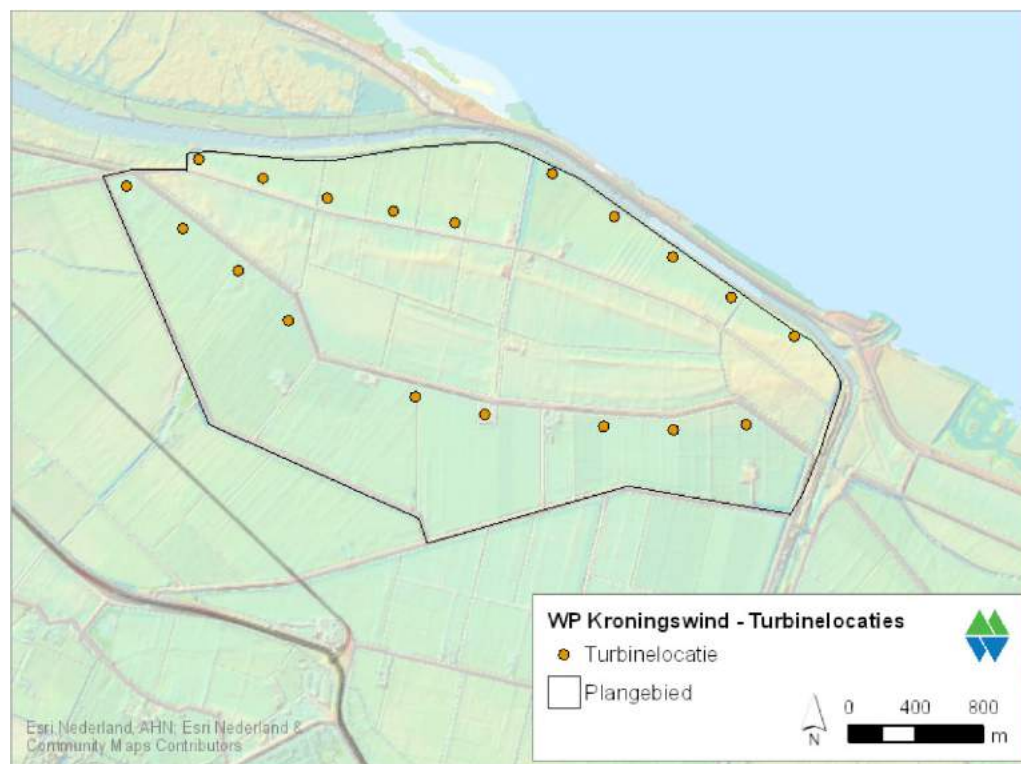 WP Kroningswind - Turbinelocaties
Turbinelocatie
Plangebied
0 400 800
m
N
Esri Nederland, AHN; Esri Nederland &
Community Maps Contributors